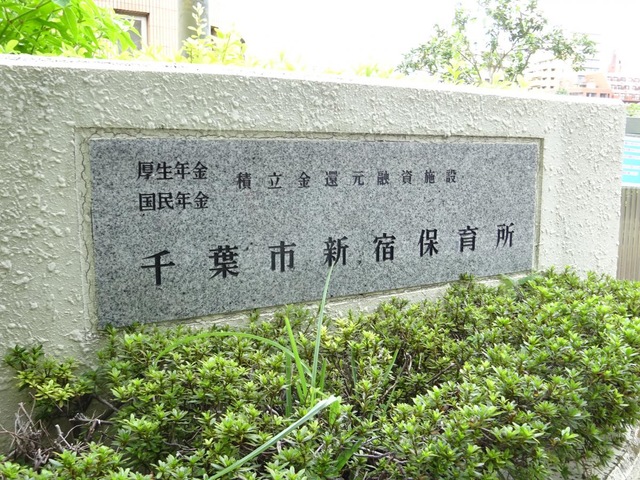 厚生年金
国民年金
積立金還元融資施設
千葉市新宿保育所